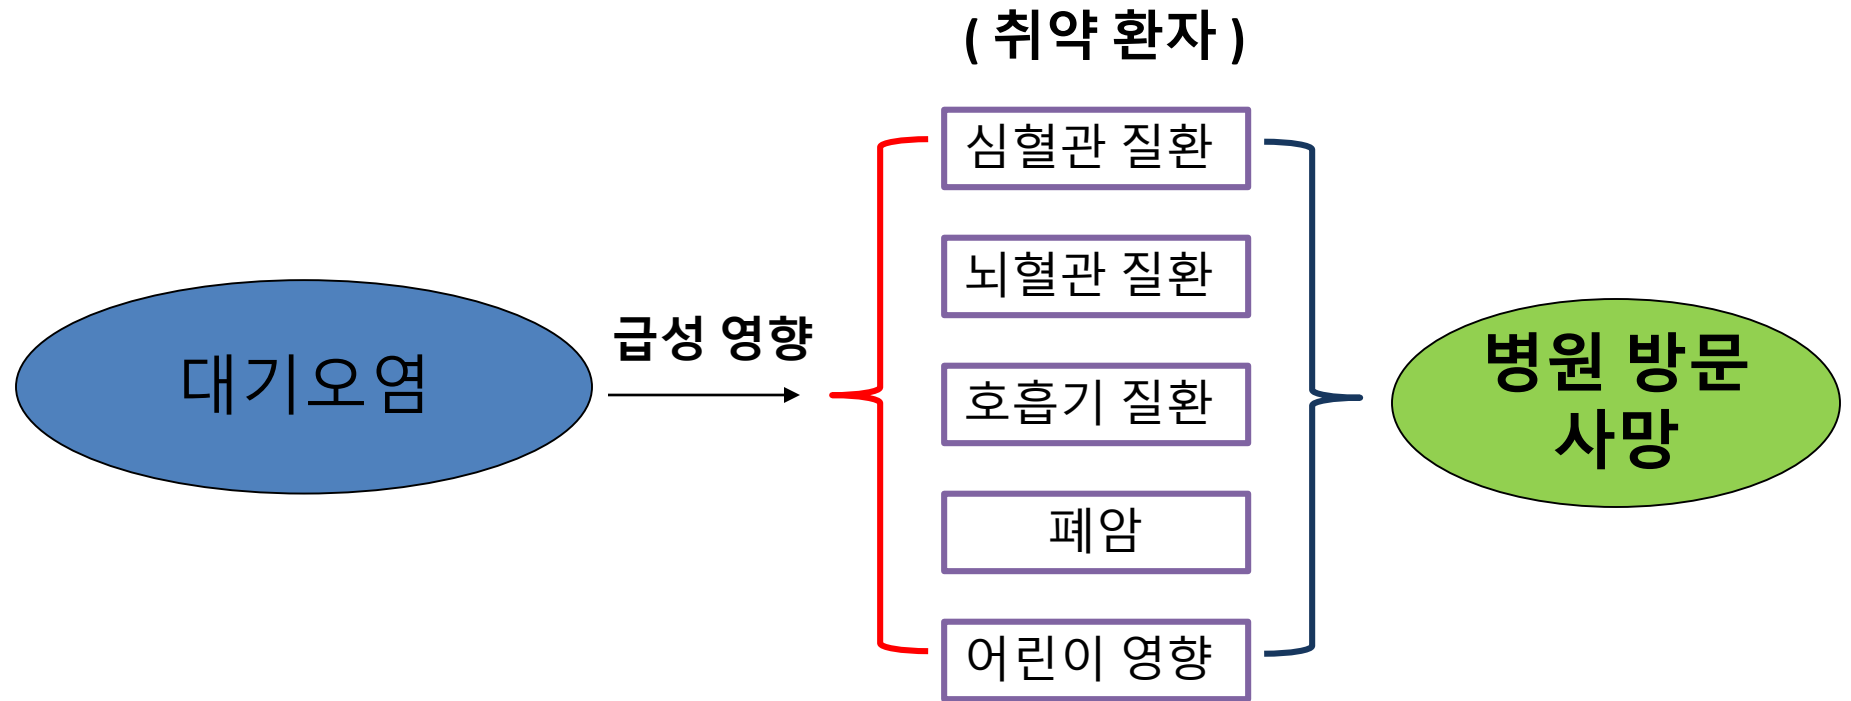 ( 취약 환자 )
심혈관 질환
뇌혈관 질환
호흡기 질환
폐암
어린이 영향
대기오염
급성 영향
병원 방문
사망